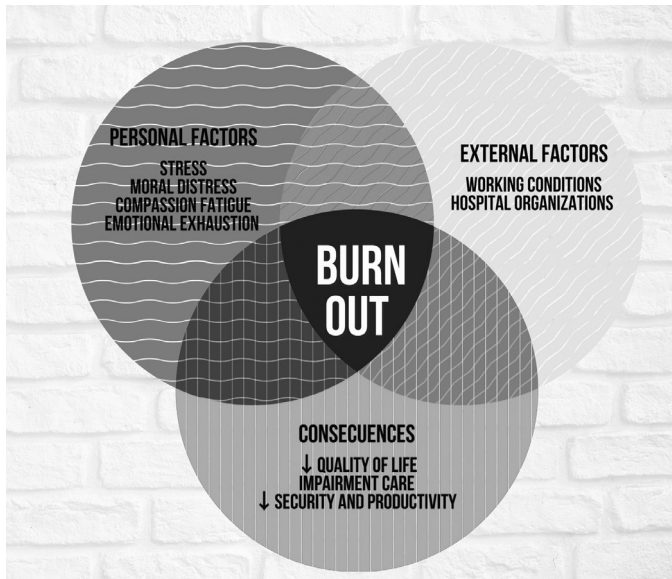 PERSONAL FACTORS
STRESS
MORAL DISTRESS
COMPASSION FATIGUE
EMOTIONAL EXHAUSTION
EXTERNAL FACTORS
WORKING CONDITIONS
HOSPITAL ORGANIZATIONS
BURN
OUT
CONSECUENCES
↓ QUALITY OF LIFE
IMPAIRMENT CARE
↓ SECURITY AND PRODUCTIVITY